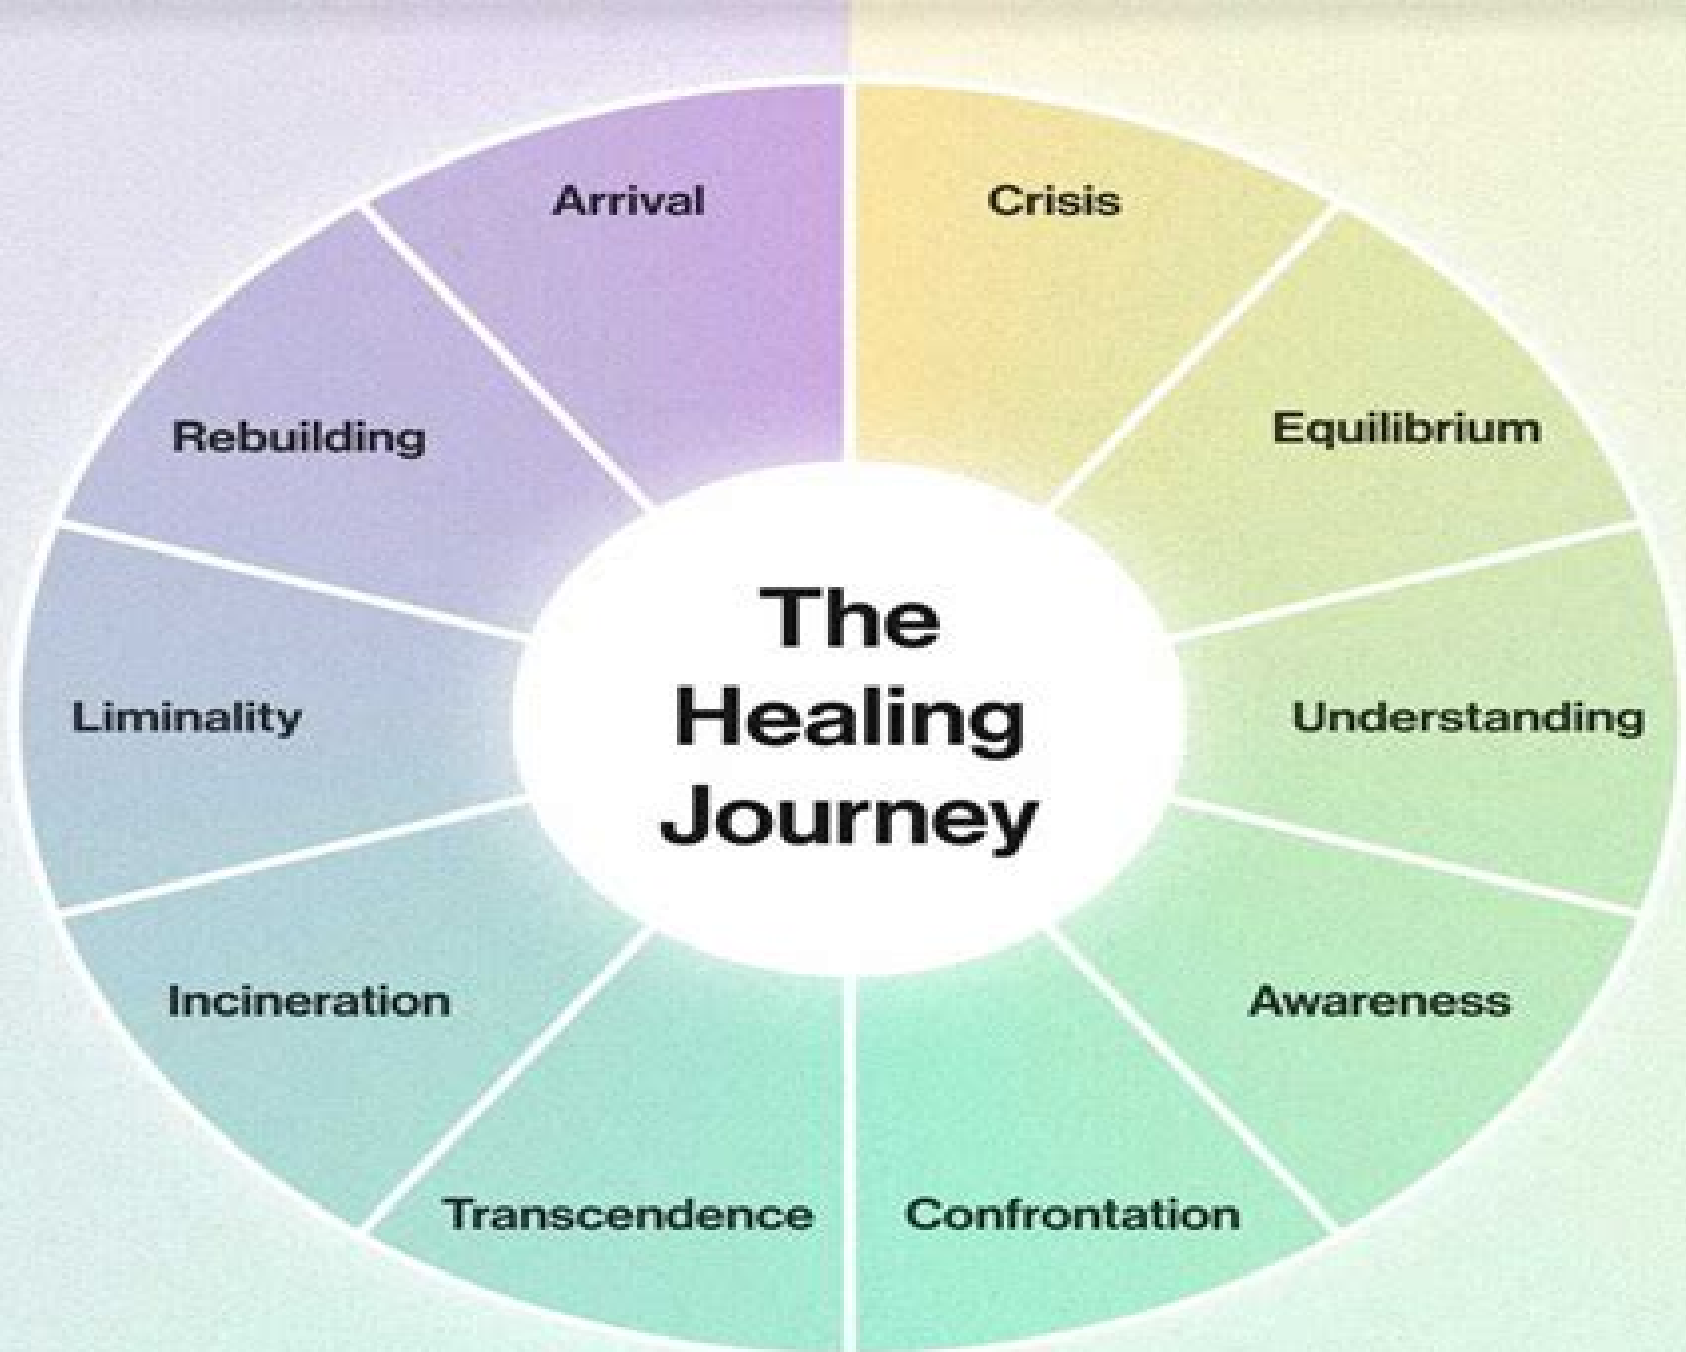 Arrival
Crisis
Rebuilding
Equilibrium
The
Healing
Journey
Liminality
Understanding
Incineration
Awareness
Transcendence
Confrontation